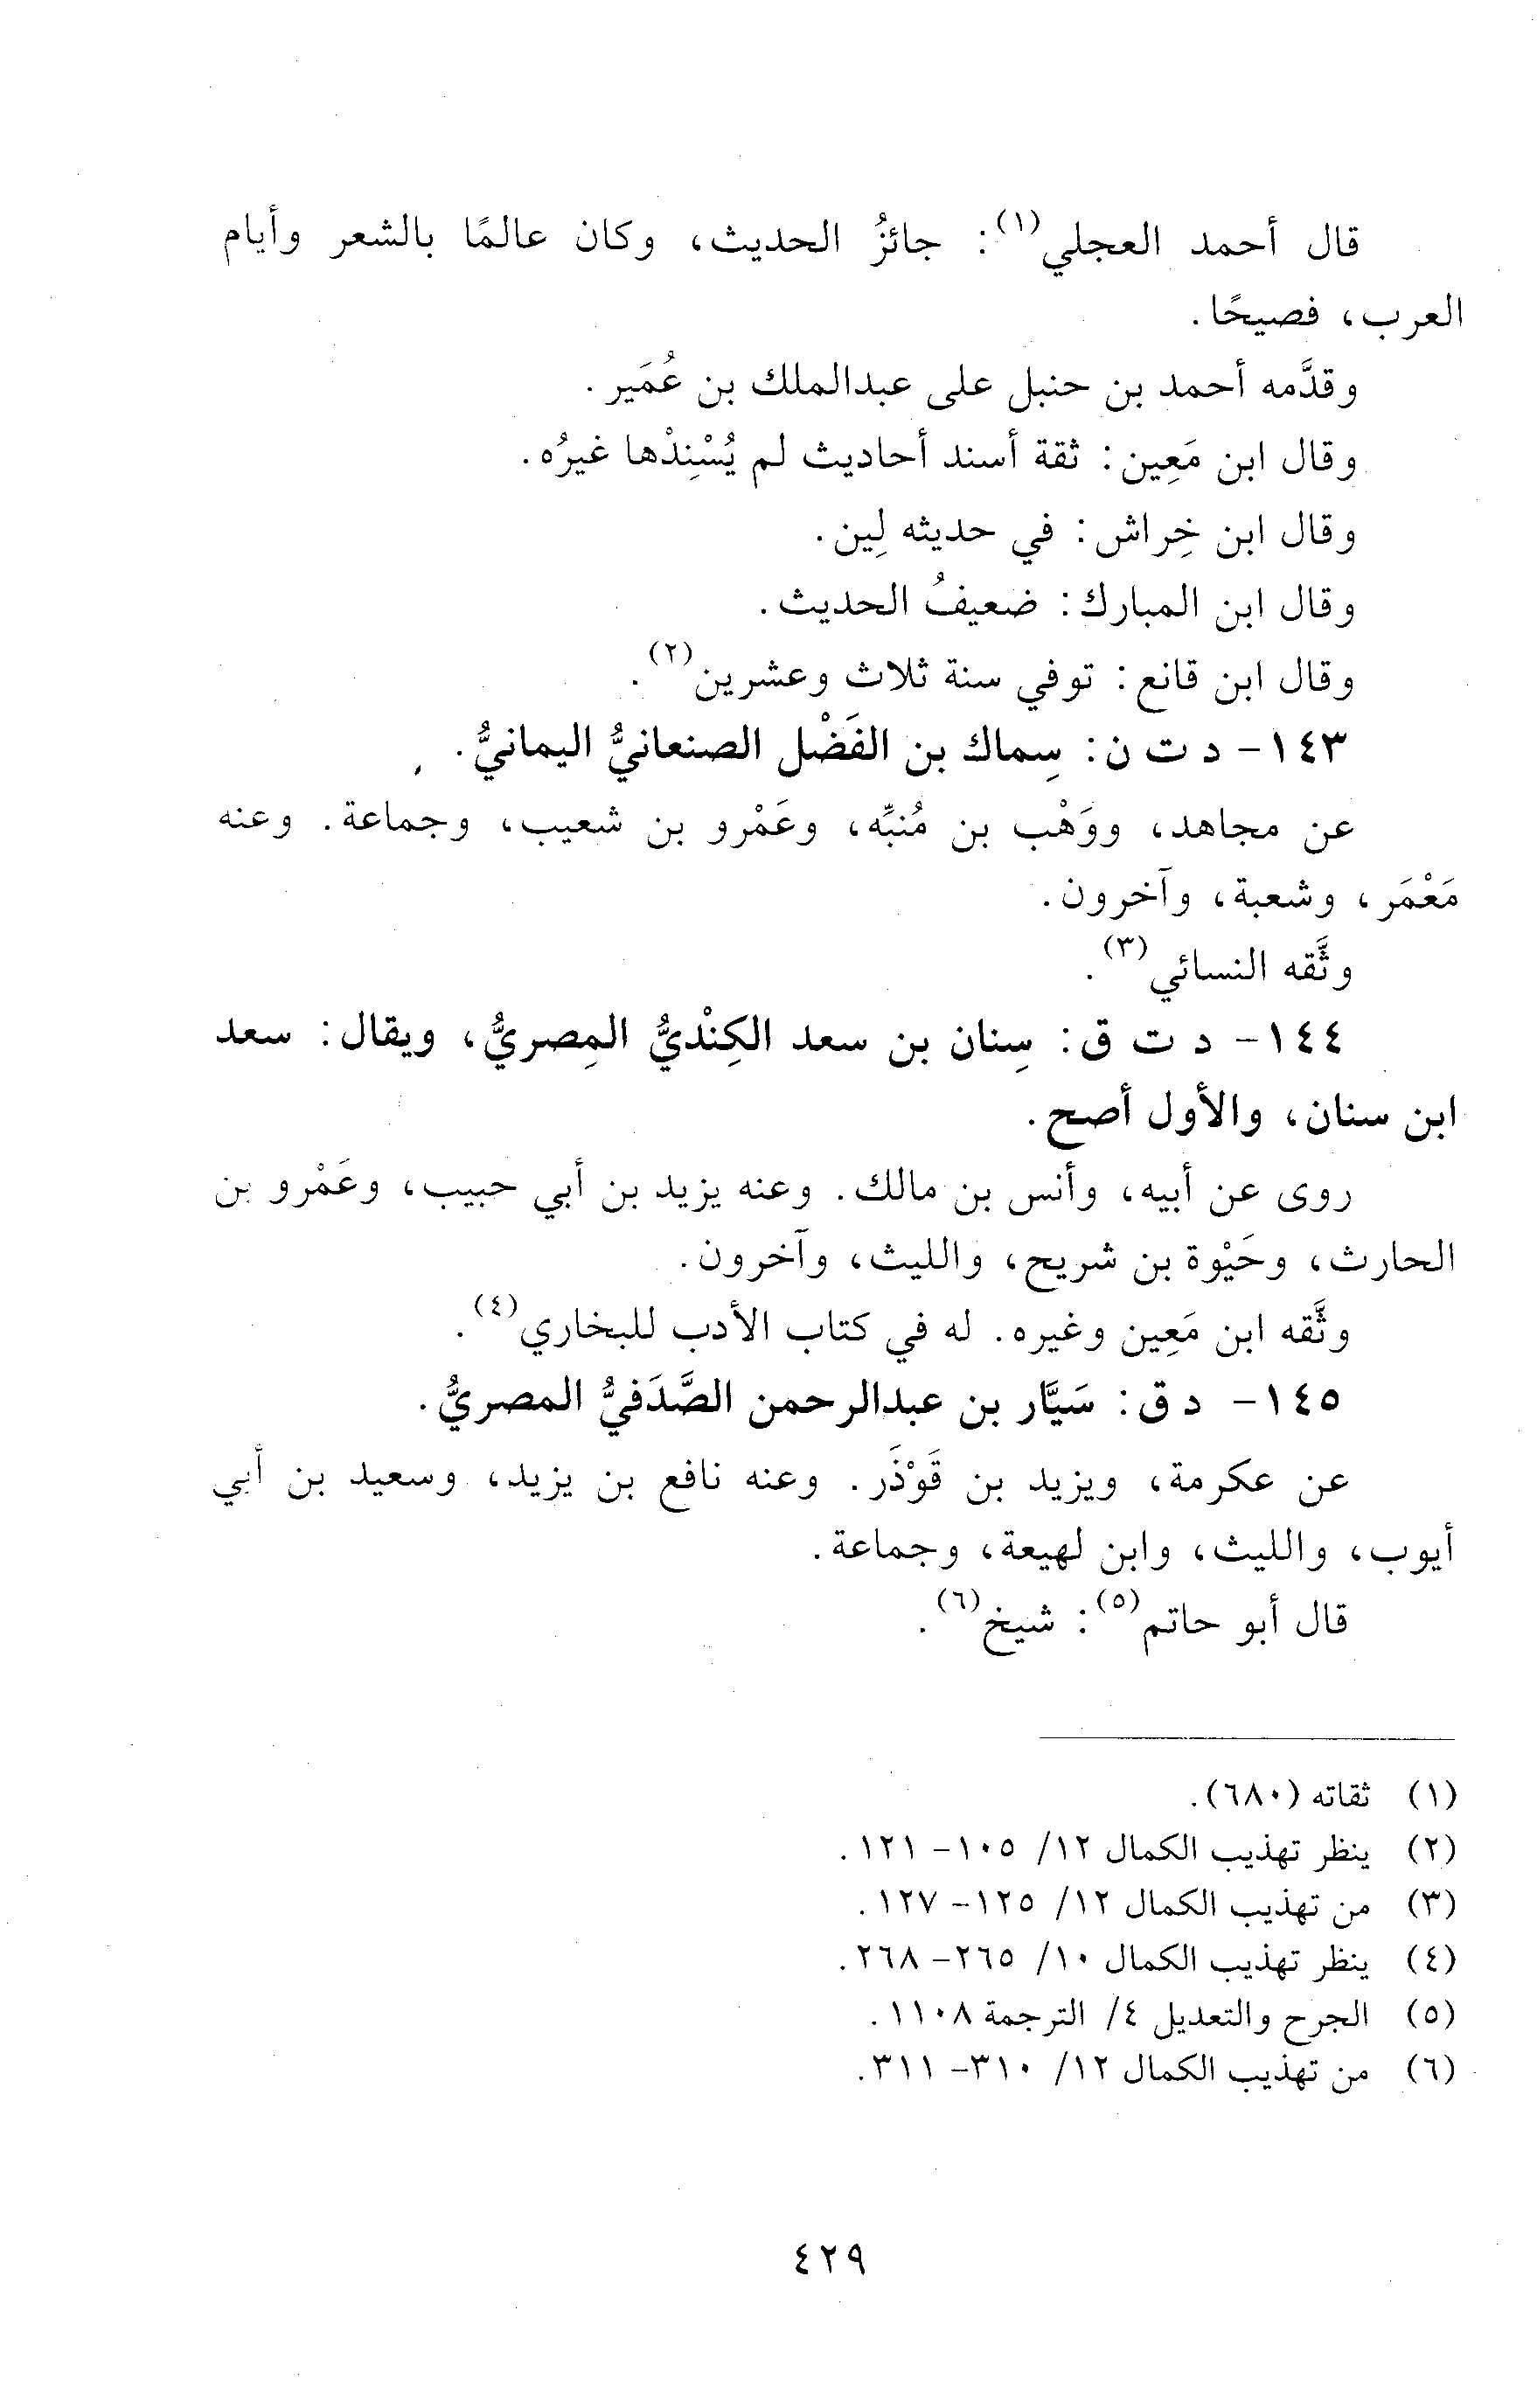 قال أحمد العجلي(١): جائزُ الحديث، وكان عالمًا بالشعر وأيام
العرب، فصيحًا.
وقدَّمه أحمد بن حنبل على عبدالملك بن عُمَير.
وقال ابن مَعِين: ثقة أسند أحاديث لم يُسْنِدْها غيرُه.
وقال ابن خِراش: في حديثه لِين.
وقال ابن المبارك: ضعيفُ الحديث.
وقال ابن قانع: توفي سنة ثلاث وعشرين(٢).
١٤٣- د ت ن: سِماك بن الفَضْل الصنعانيُّ اليمانيُّ.
عن مجاهد، ووَهْب بن مُنبِّه، وعَمْرو بن شعيب، وجماعة. وعنه
مَعْمَر، وشعبة، وآخرون.
وثَّقه النسائي(٣).
١٤٤- د ت ق: سِنان بن سعد الكِنْديُّ المِصريُّ، ويقال: سعد
ابن سنان، والأول أصح.
روى عن أبيه، وأنس بن مالك. وعنه يزيد بن أبي حبيب، وعَمْرو بن
الحارث، وحَيْوة بن شريح، والليث، وآخرون.
وثَّقه ابن مَعِين وغيره. له في كتاب الأدب للبخاري(٤).
١٤٥- د ق: سَيَّار بن عبدالرحمن الصَّدَفيُّ المصريُّ.
عن عكرمة، ويزيد بن قَوْذَر. وعنه نافع بن يزيد، وسعيد بن أبي
أيوب، والليث، وابن لهيعة، وجماعة.
قال أبو حاتم(٥): شيخ(٦).
(١) ثقاته (٦٨٠).
(٢) ينظر تهذيب الكمال ١٢/ ١٠٥- ١٢١.
(٣) من تهذيب الكمال ١٢/ ١٢٥- ١٢٧.
(٤) ينظر تهذيب الكمال ١٠/ ٢٦٥- ٢٦٨.
(٥) الجرح والتعديل ٤/ الترجمة ١١٠٨.
(٦) من تهذيب الكمال ١٢/ ٣١٠- ٣١١.
٤٢٩